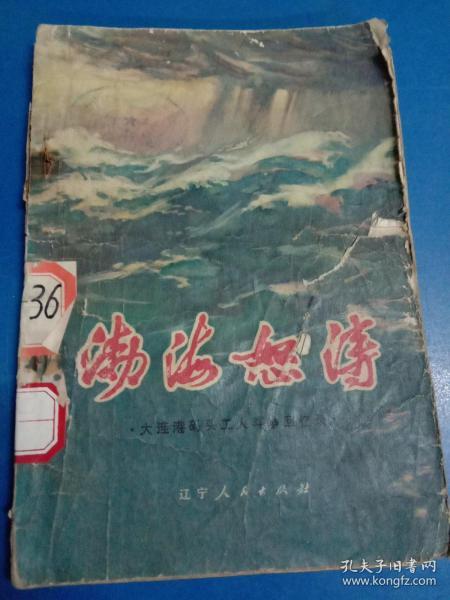 36
渤海怒涛
·大连港码头工人斗争回忆录
辽宁人民出版社
孔夫子旧书网
www.kongfz.com